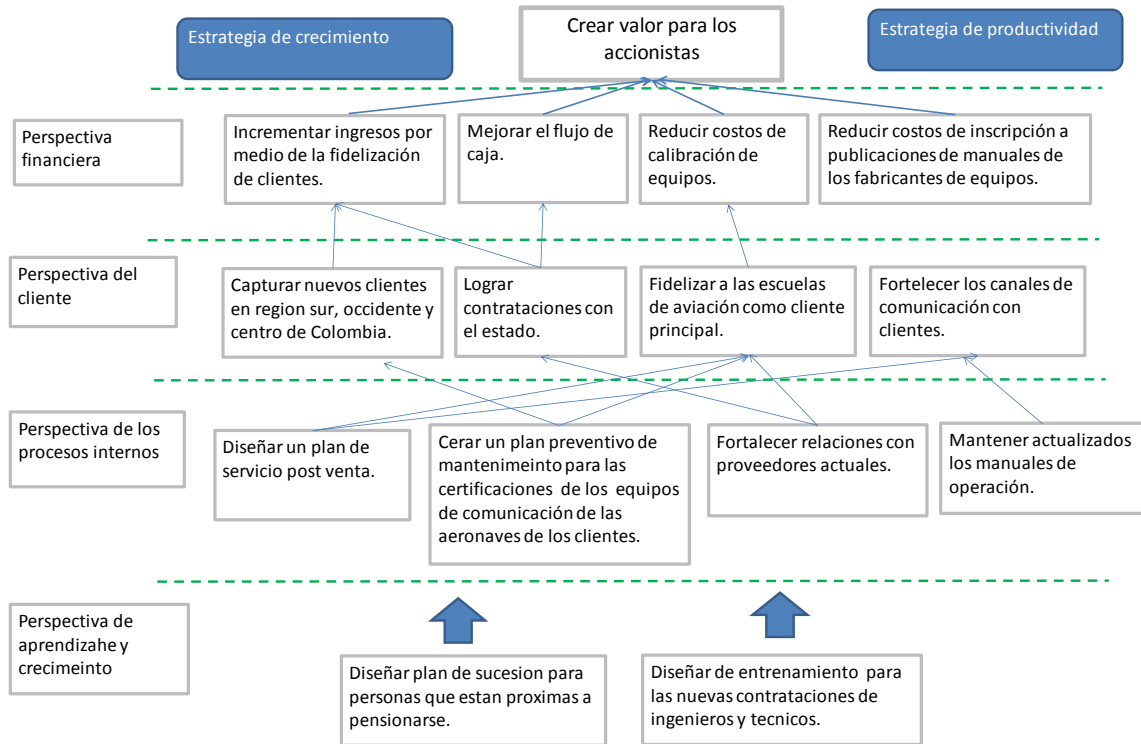 Estrategia de crecimiento
Crear valor para los
accionistas
Estrategia de productividad
Perspectiva
financiera
Incrementar ingresos por
medio de la fidelización
de clientes.
Mejorar el flujo de
caja.
Reducir costos de
calibración de
equipos.
Reducir costos de inscripción a
publicaciones de manuales de
los fabricantes de equipos.
Perspectiva del
cliente
Capturar nuevos clientes
en region sur, occidente y
centro de Colombia.
Lograr
contrataciones con
el estado.
Fidelizar a las escuelas
de aviación como cliente
principal.
Fortelecer los canales de
comunicación con
clientes.
Perspectiva de los
procesos internos
Diseñar un plan de
servicio post venta.
Cerar un plan preventivo de
mantenimeinto para las
certificaciones de los equipos
de comunicación de las
aeronaves de los clientes.
Fortalecer relaciones con
proveedores actuales.
Mantener actualizados
los manuales de
operación.
Perspectiva de
aprendizahe y
crecimeinto
Diseñar plan de sucesion para
personas que estan proximas a
pensionarse.
Diseñar de entrenamiento para
las nuevas contrataciones de
ingenieros y tecnicos.